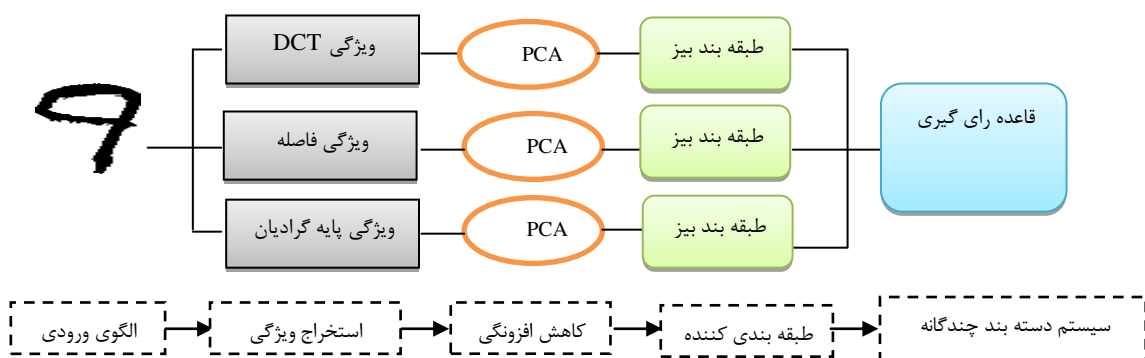 ویژگی DCT
PCA
طبقه بند بیز
ویژگی فاصله
PCA
طبقه بند بیز
قاعده رای گیری
ویژگی پایه گرادیان
PCA
طبقه بند بیز
الگوی ورودی
استخراج ویژگی
کاهش افزونگی
طبقه بندی کننده
سیستم دسته بند چندگانه